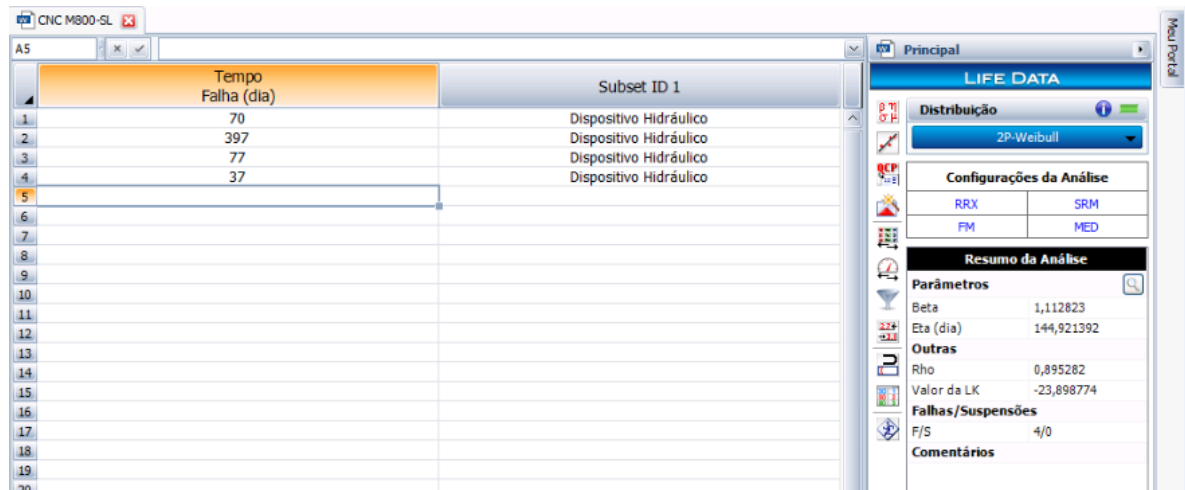 CNC M800-SL
A5
Tempo
Falha (dia)
Subset ID 1
1 70 Dispositivo Hidráulico
2 397 Dispositivo Hidráulico
3 77 Dispositivo Hidráulico
4 37 Dispositivo Hidráulico
5
6
7
8
9
10
11
12
13
14
15
16
17
18
19
20
Principal
LIFE DATA
Distribuição
2P-Weibull
Configurações da Análise
RRX SRM
FM MED
Resumo da Análise
Parâmetros
Beta 1,112823
Eta (dia) 144,921392
Outras
Rho 0,895282
Valor da LK -23,898774
Falhas/Suspensões
F/S 4/0
Comentários
β η
σ μ
QCP
Meu Portal